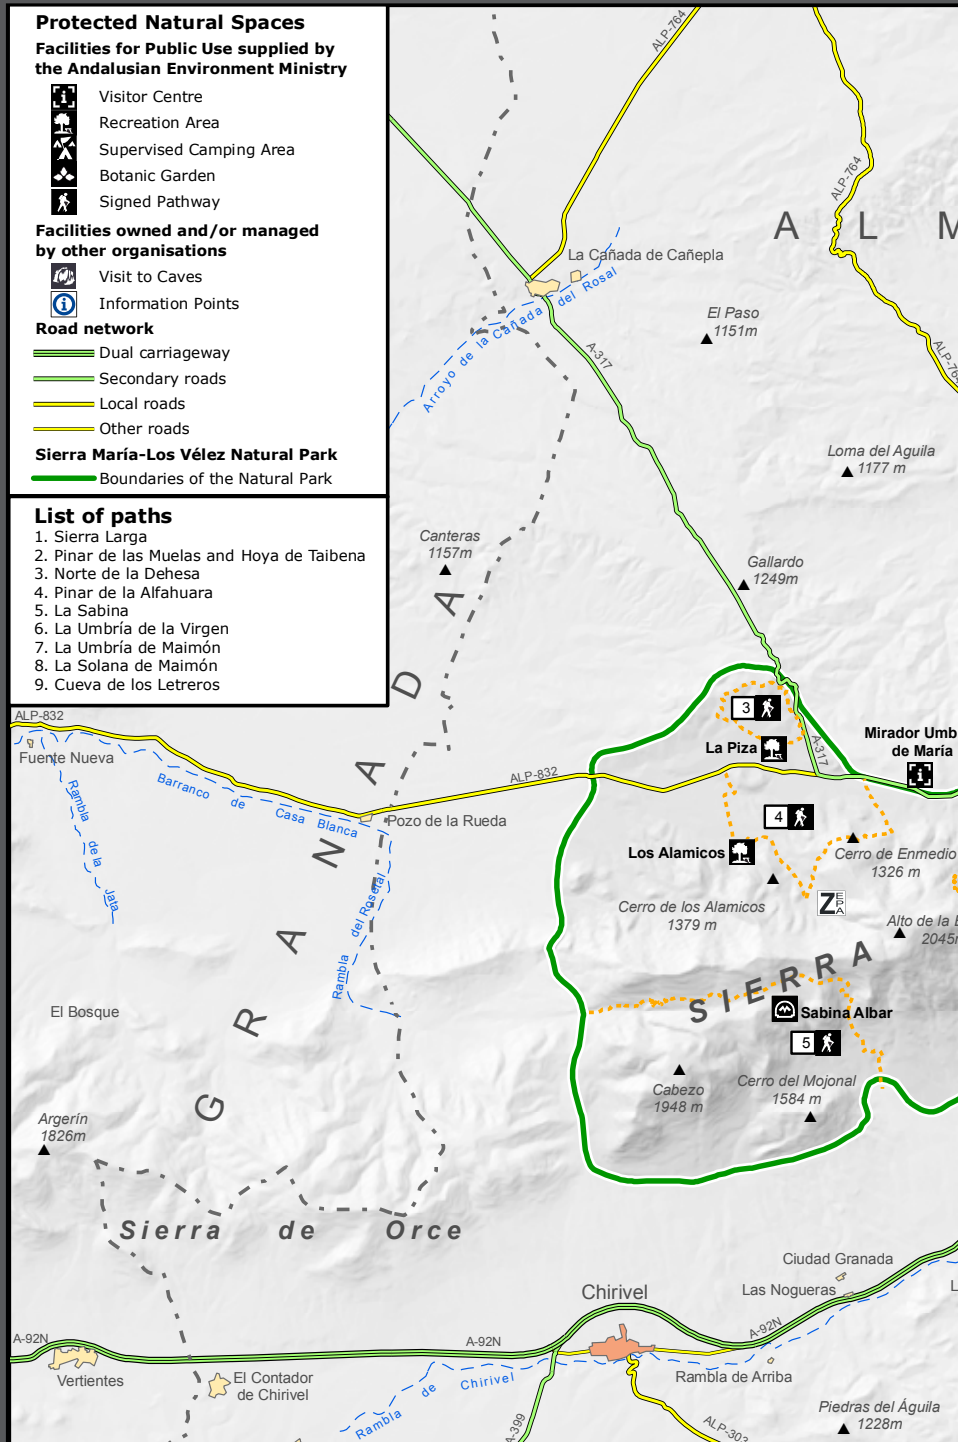 Protected Natural Spaces
Facilities for Public Use supplied by
the Andalusian Environment Ministry
Visitor Centre
Recreation Area
Supervised Camping Area
Botanic Garden
Signed Pathway
Facilities owned and/or managed
by other organisations
Visit to Caves
Information Points
Road network
Dual carriageway
Secondary roads
Local roads
Other roads
Sierra María-Los Vélez Natural Park
Boundaries of the Natural Park
List of paths
1. Sierra Larga
2. Pinar de las Muelas and Hoya de Taibena
3. Norte de la Dehesa
4. Pinar de la Alfahuara
5. La Sabina
6. La Umbría de la Virgen
7. La Umbría de Maimón
8. La Solana de Maimón
9. Cueva de los Letreros
ALP-764
ALP-764
A L M
La Cañada de Cañepla
Arroyo de la Cañada del Rosal
El Paso
1151m
A-317
ALP-764
Loma del Aguila
1177 m
Canteras
1157m
Gallardo
1249m
GRANADA
3
La Piza
A-317
Mirador Umb
de María
ALP-832
Fuente Nueva
Rambla de la Jata
Barranco de Casa Blanca
ALP-832
Pozo de la Rueda
Rambla del Rosetal
4
Los Alamicos
Cerro de Enmedio
1326 m
Cerro de los Alamicos
1379 m
ZEPA
Alto de la
2045m
SIERRA
El Bosque
Sabina Albar
5
Cabezo
1948 m
Cerro del Mojonal
1584 m
Argerín
1826m
Sierra de Orce
Ciudad Granada
Las Nogueras
L
Chirivel
A-92N
A-92N
A-92N
Vertientes
El Contador
de Chirivel
Rambla de Chirivel
Rambla de Arriba
A-399
ALP-303
Piedras del Águila
1228m